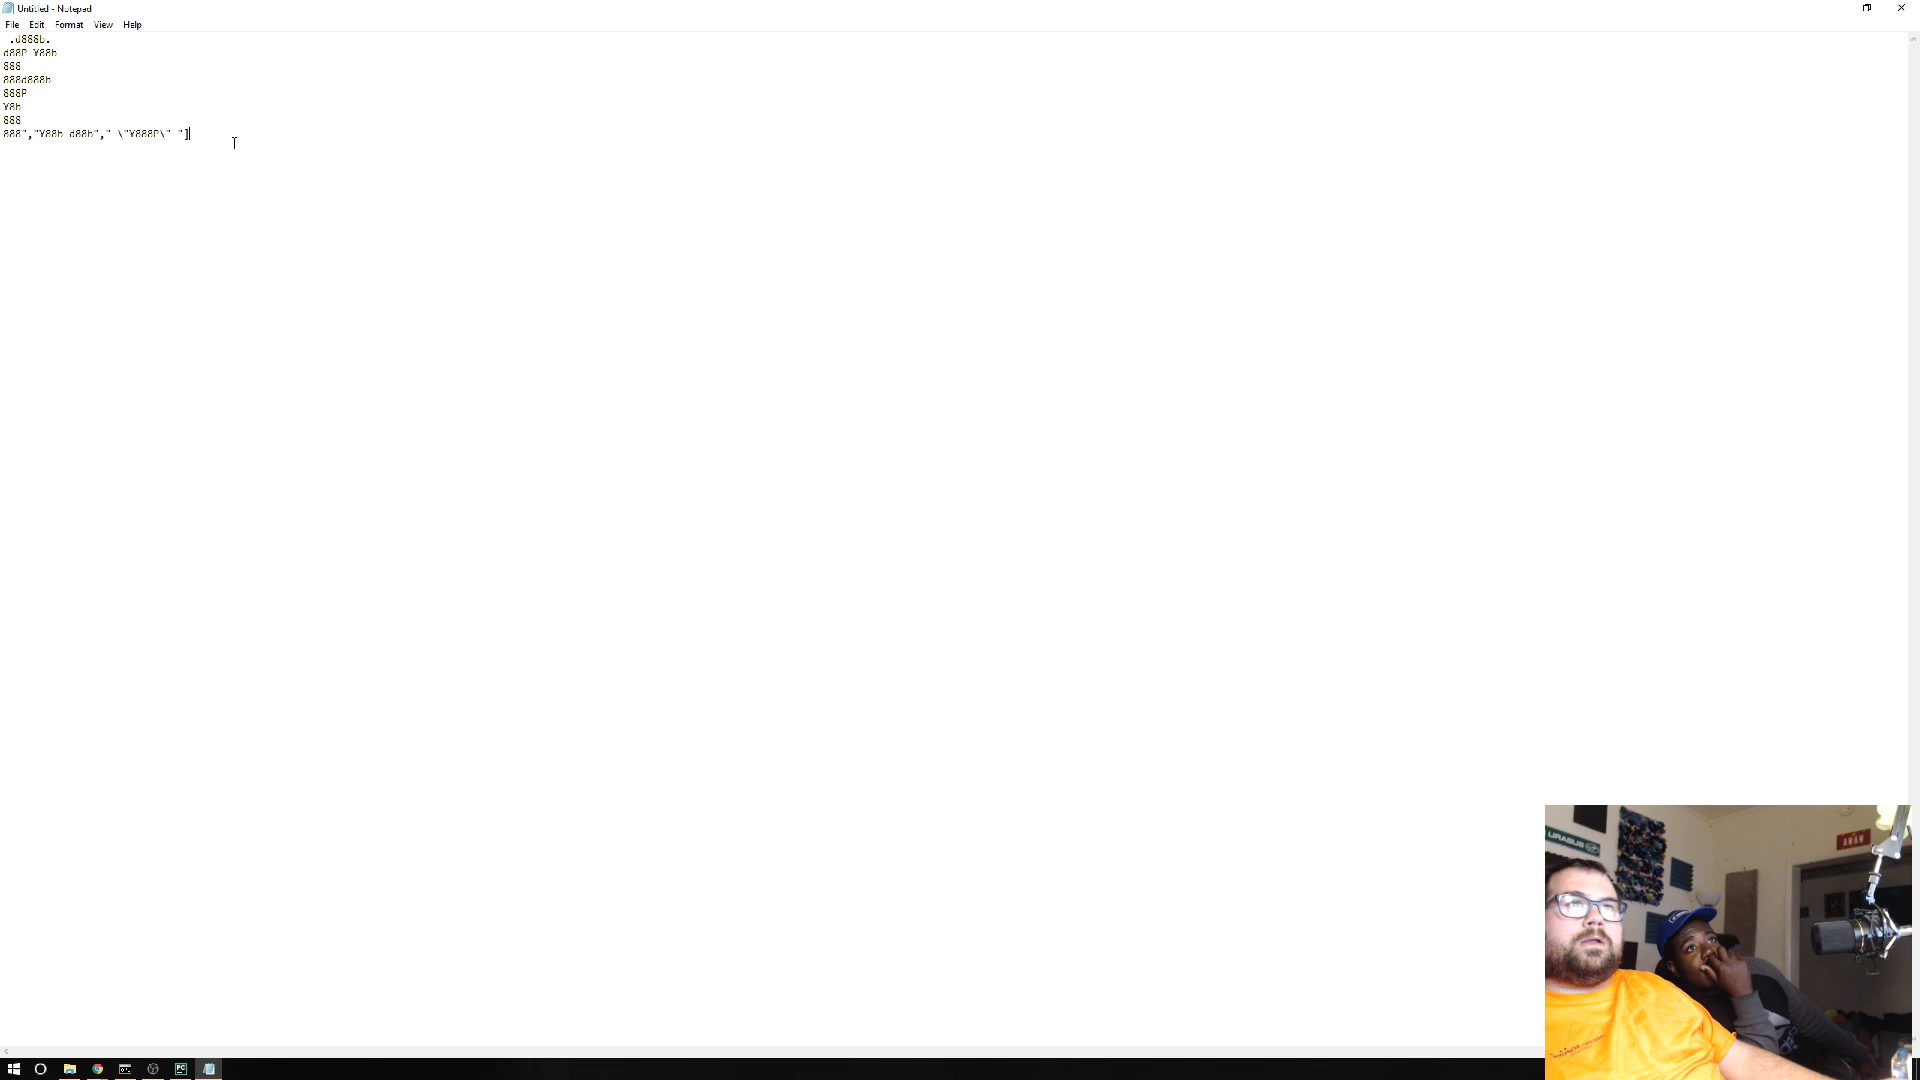 Untitled - Notepad
File Edit Format View Help
 .d888b.
d88P Y88b
888
888d888b
888P
Y8b
888
888","Y88b d88b"," \"Y888P\" "]
PC